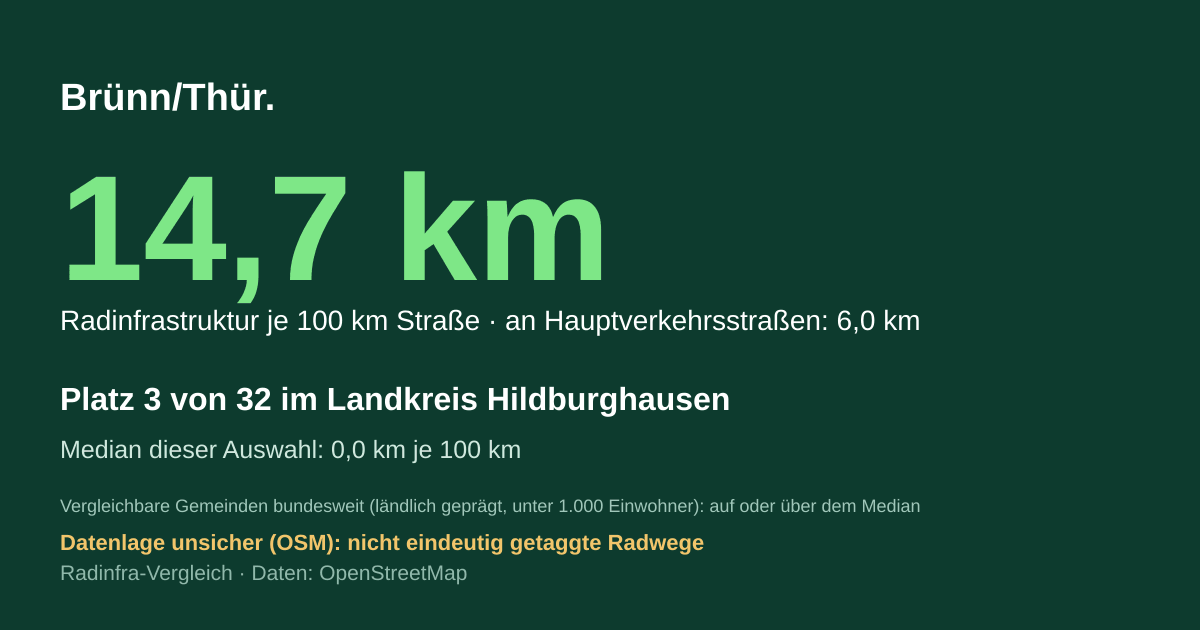 Brünn/Thür.
14,7 km
Radinfrastruktur je 100 km Straße · an Hauptverkehrsstraßen: 6,0 km
Platz 3 von 32 im Landkreis Hildburghausen
Median dieser Auswahl: 0,0 km je 100 km
Vergleichbare Gemeinden bundesweit (ländlich geprägt, unter 1.000 Einwohner): auf oder über dem Median
Datenlage unsicher (OSM): nicht eindeutig getaggte Radwege
Radinfra-Vergleich · Daten: OpenStreetMap